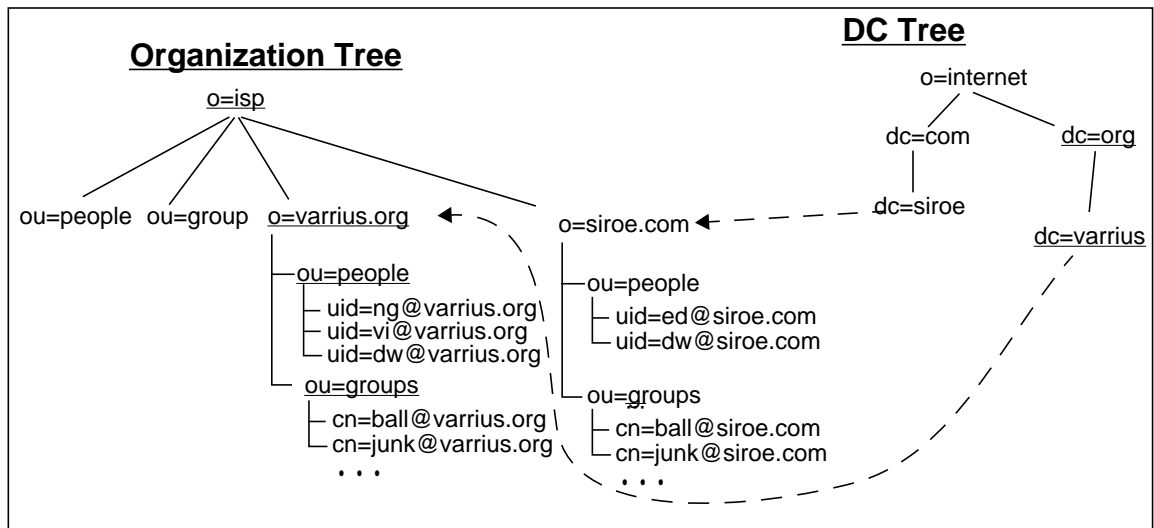 Organization Tree
o=isp
ou=people
ou=group
o=varrius.org
ou=people
uid=ng@varrius.org
uid=vi@varrius.org
uid=dw@varrius.org
ou=groups
cn=ball@varrius.org
cn=junk@varrius.org
. . .
o=siroe.com
ou=people
uid=ed@siroe.com
uid=dw@siroe.com
ou=groups
cn=ball@siroe.com
cn=junk@siroe.com
. . .
DC Tree
o=internet
dc=com
dc=siroe
dc=org
dc=varrius